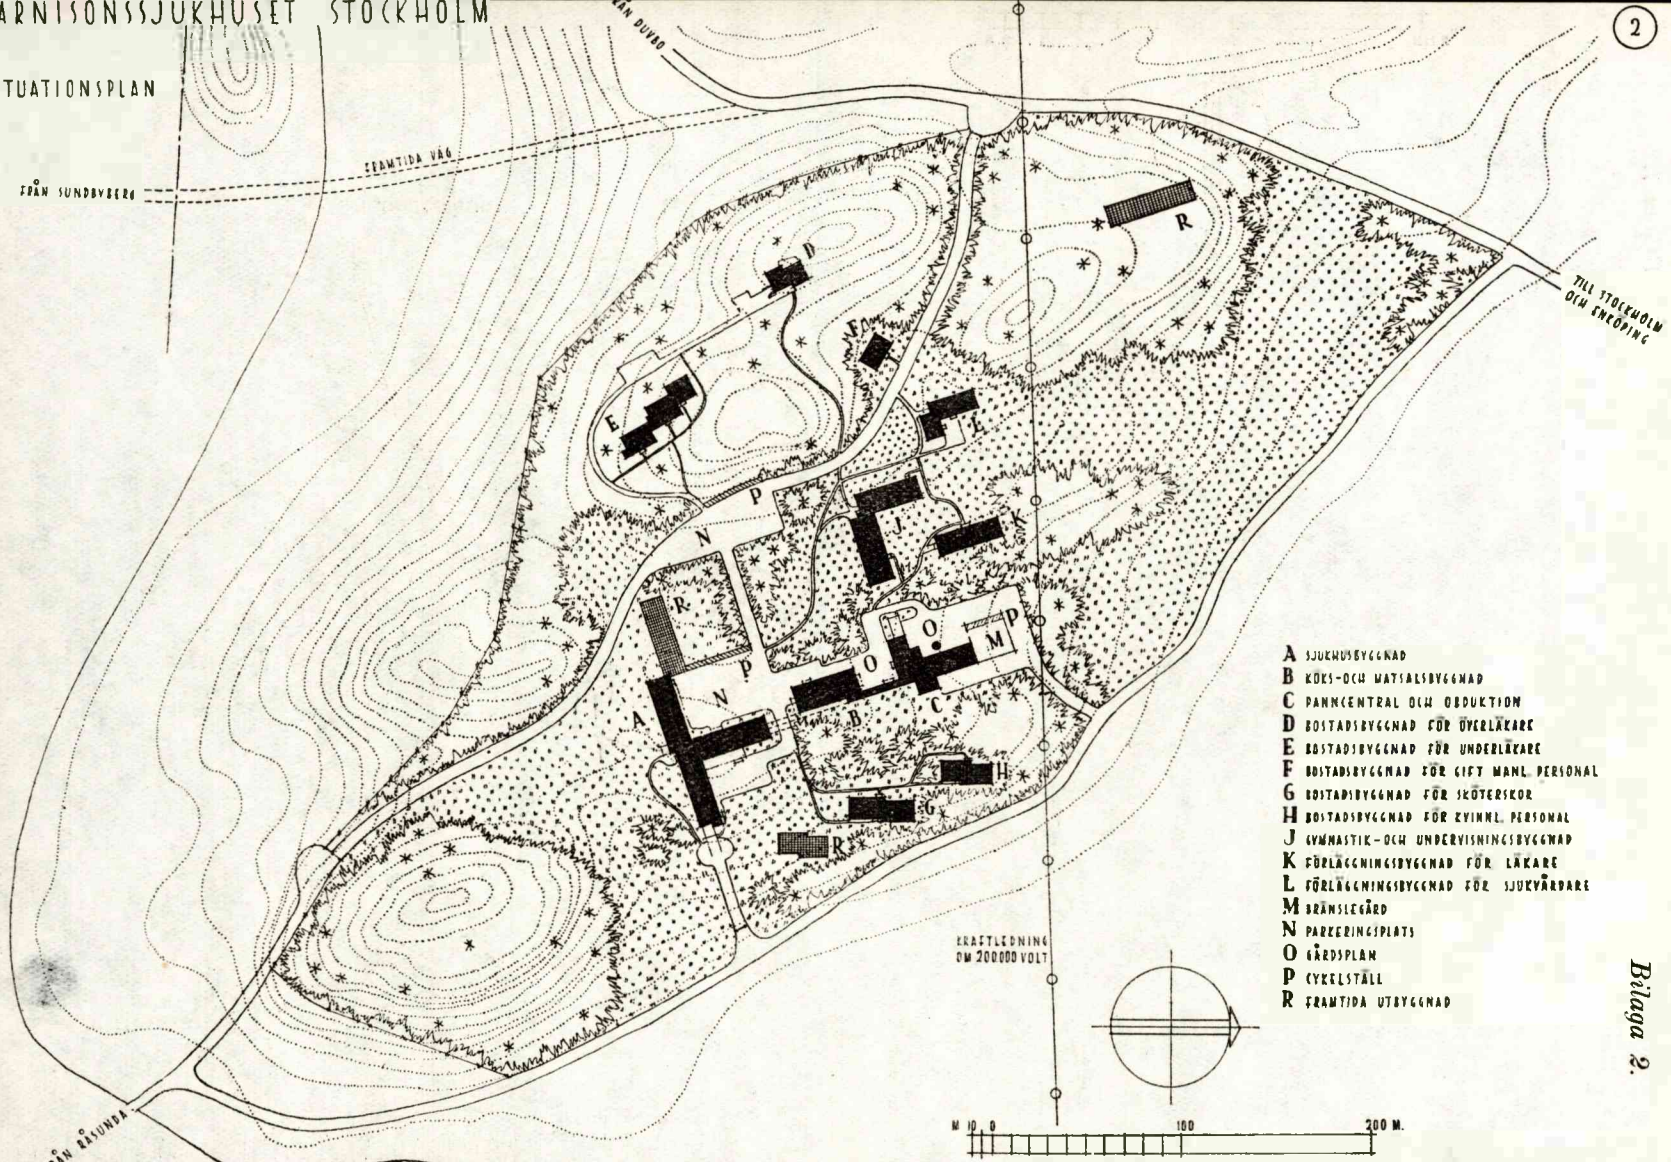 ARNISONSSJUKHUSET STOCKHOLM
TUATIONSPLAN
2
FRÅN SUNDBYBERG
FRAMTIDA VÄG
DUVBO
TILL STOCKHOLM
OCH ENKÖPING
D
R
F
E
E
P
N
J
K
R
O
P
M
P
O
A
N
B
C
H
G
R
A SJUKHUSBYGGNAD
B KÖKS-OCH MATSALSBYGGNAD
C PANNCENTRAL OCH OBDUKTION
D BOSTADSBYGGNAD FÖR ÖVERLÄKARE
E BOSTADSBYGGNAD FÖR UNDERLÄKARE
F BOSTADSBYGGNAD FÖR GIFT MANL PERSONAL
G BOSTADSBYGGNAD FÖR SKÖTERSKOR
H BOSTADSBYGGNAD FÖR KVINNL PERSONAL
J GYMNASTIK-OCH UNDERVISNINGSBYGGNAD
K FÖRLÄGGNINGSBYGGNAD FÖR LÄKARE
L FÖRLÄGGNINGSBYGGNAD FÖR SJUKVÅRDARE
M BRÄNSLEGÅRD
N PARKERINGSPLATS
O GÅRDSPLAN
P CYKELSTÄLL
R FRAMTIDA UTBYGGNAD
KRAFTLEDNING
OM 200000 VOLT
Bilaga 2.
M 10 0 100 200 M.
RÅSUNDA